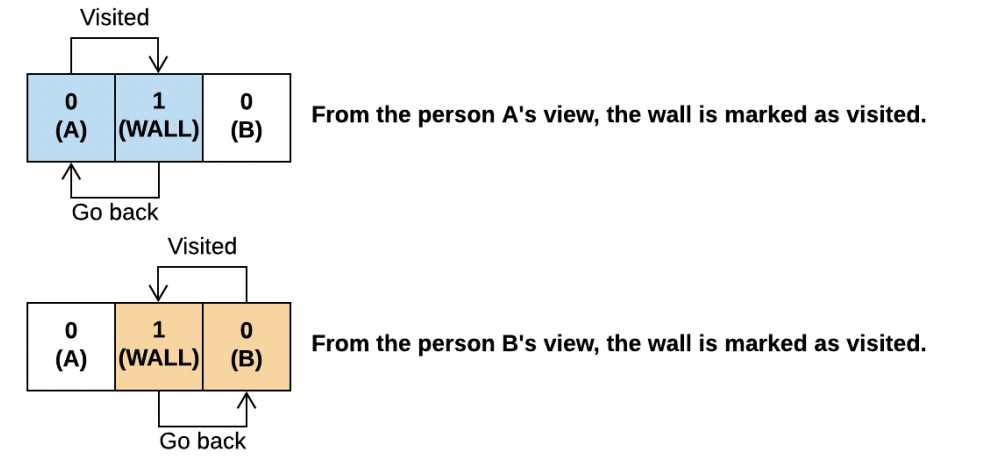 Visited
0 1 0
(A) (WALL) (B)
From the person A's view, the wall is marked as visited.
Go back
Visited
0 1 0
(A) (WALL) (B)
From the person B's view, the wall is marked as visited.
Go back